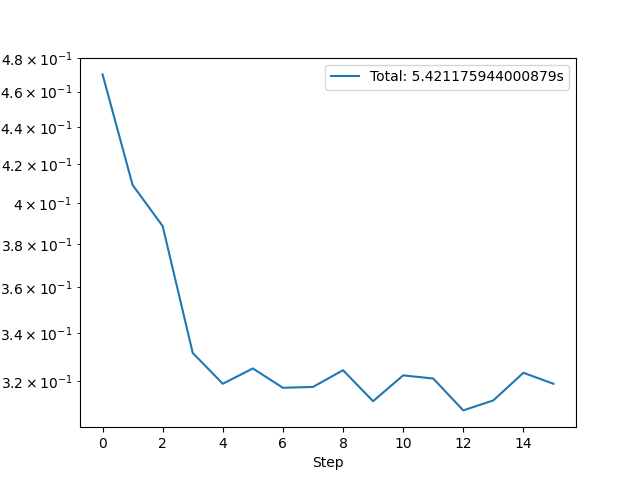 Total: 5.421175944000879s
4.8 × 10⁻¹
4.6 × 10⁻¹
4.4 × 10⁻¹
4.2 × 10⁻¹
4 × 10⁻¹
3.8 × 10⁻¹
3.6 × 10⁻¹
3.4 × 10⁻¹
3.2 × 10⁻¹
0 2 4 6 8 10 12 14
Step